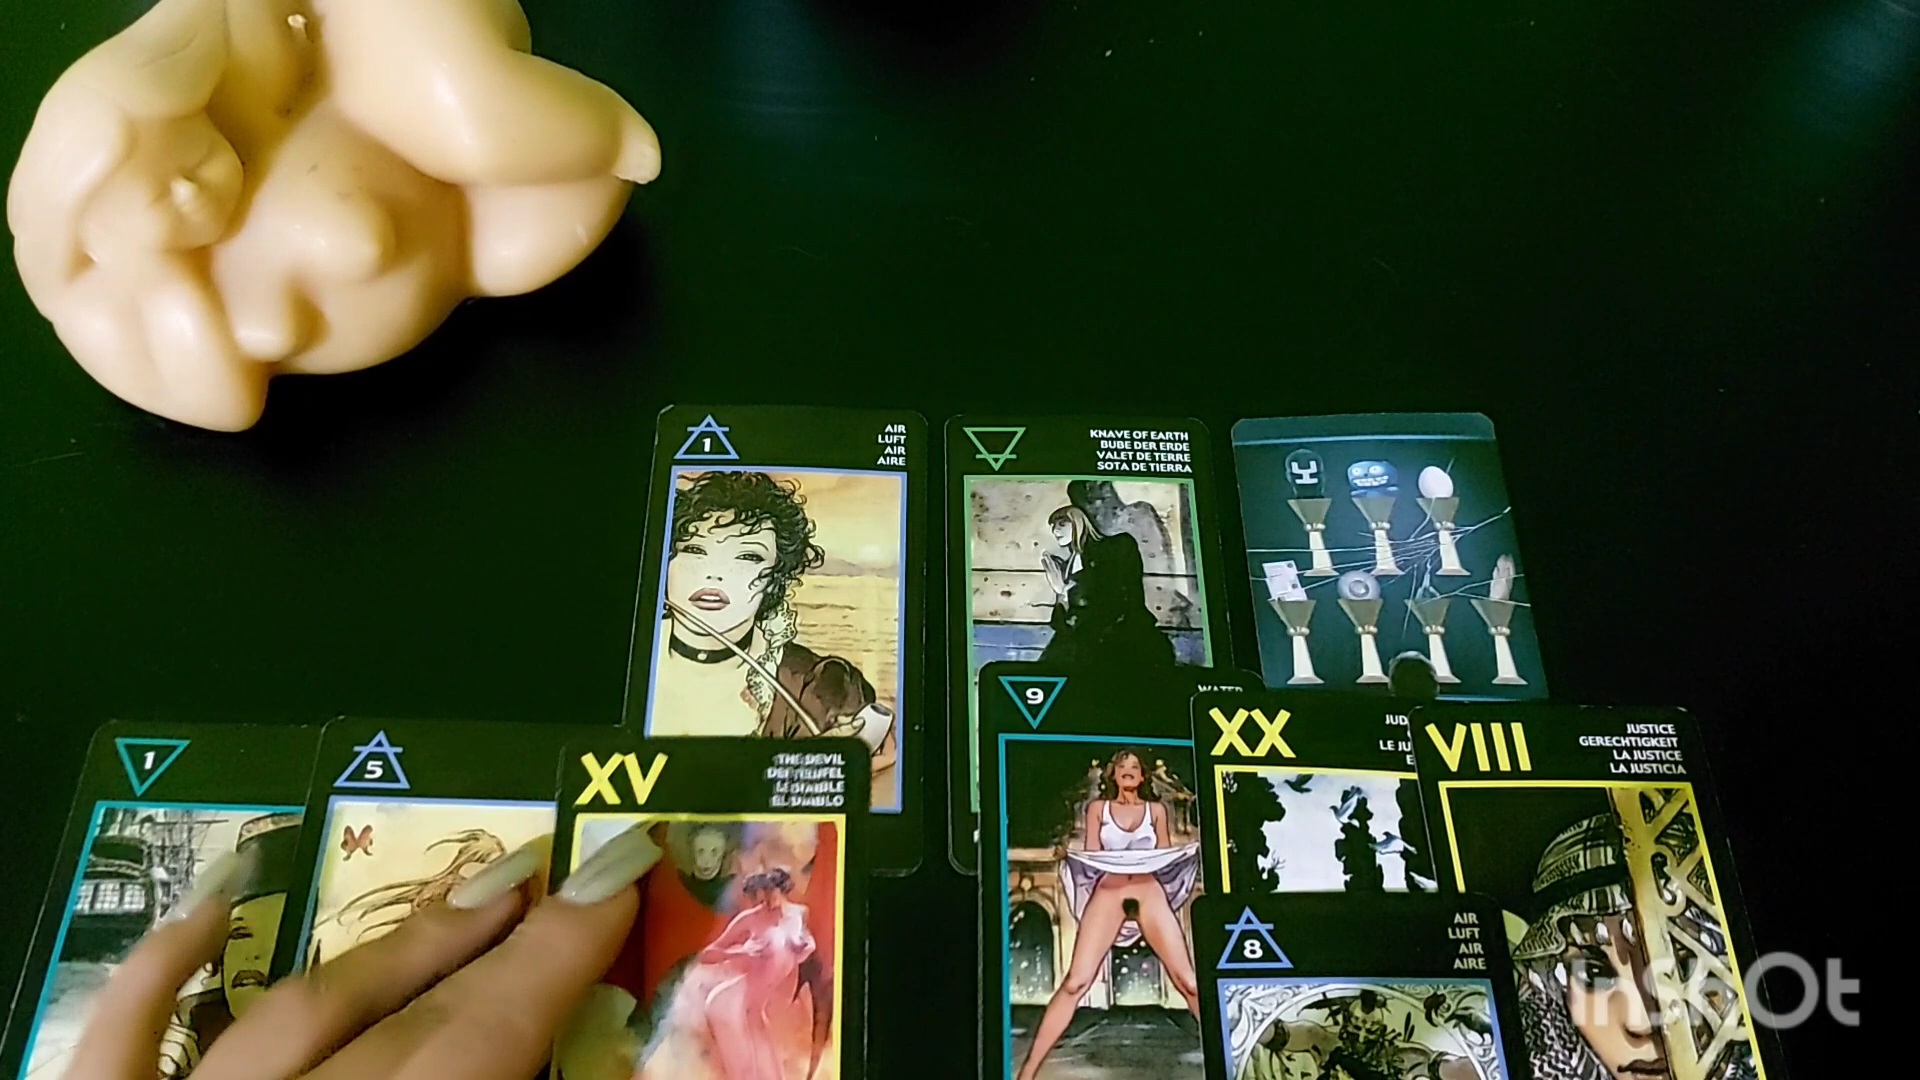 1
AIR
LUFT
AIR
AIRE
KNAVE OF EARTH
BUBE DER ERDE
VALET DE TERRE
SOTA DE TIERRA
9
WATER
XX
VIII
JUSTICE
GERECHTIGKEIT
LA JUSTICE
LA JUSTICIA
1
5
XV
THE DEVIL
DER TEUFEL
LE DIABLE
EL DIABLO
8
AIR
LUFT
AIR
AIRE
InShOt